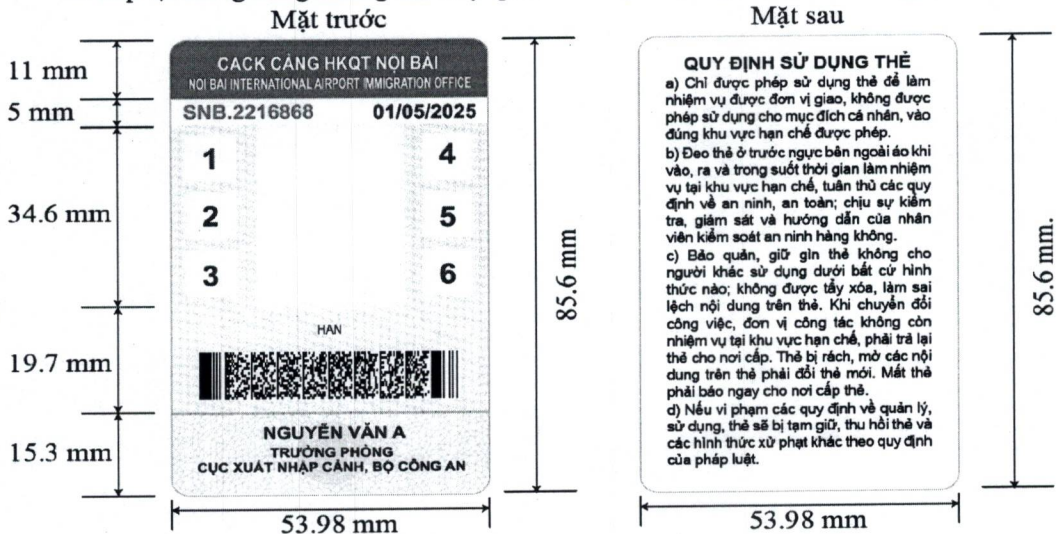 Mặt trước
11 mm
5 mm
34.6 mm
19.7 mm
15.3 mm
CACK CẢNG HKQT NỘI BÀI
NOI BAI INTERNATIONAL AIRPORT IMMIGRATION OFFICE
SNB.2216868 01/05/2025
1 4
2 5
3 6
HAN
NGUYỄN VĂN A
TRƯỞNG PHÒNG
CỤC XUẤT NHẬP CẢNH, BỘ CÔNG AN
53.98 mm
85.6 mm
Mặt sau
QUY ĐỊNH SỬ DỤNG THẺ
a) Chỉ được phép sử dụng thẻ để làm
nhiệm vụ được đơn vị giao, không được
phép sử dụng cho mục đích cá nhân, vào
đúng khu vực hạn chế được phép.
b) Đeo thẻ ở trước ngực bên ngoài áo khi
vào, ra và trong suốt thời gian làm nhiệm
vụ tại khu vực hạn chế, tuân thủ các quy
định về an ninh, an toàn; chịu sự kiểm
tra, giám sát và hướng dẫn của nhân
viên kiểm soát an ninh hàng không.
c) Bảo quản, giữ gìn thẻ không cho
người khác sử dụng dưới bất cứ hình
thức nào; không được tẩy xóa, làm sai
lệch nội dung trên thẻ. Khi chuyển đổi
công việc, đơn vị công tác không còn
nhiệm vụ tại khu vực hạn chế, phải trả lại
thẻ cho nơi cấp. Thẻ bị rách, mờ các nội
dung trên thẻ phải đổi thẻ mới. Mất thẻ
phải báo ngay cho nơi cấp thẻ.
d) Nếu vi phạm các quy định về quản lý,
sử dụng, thẻ sẽ bị tạm giữ, thu hồi thẻ và
các hình thức xử phạt khác theo quy định
của pháp luật.
53.98 mm
85.6 mm.